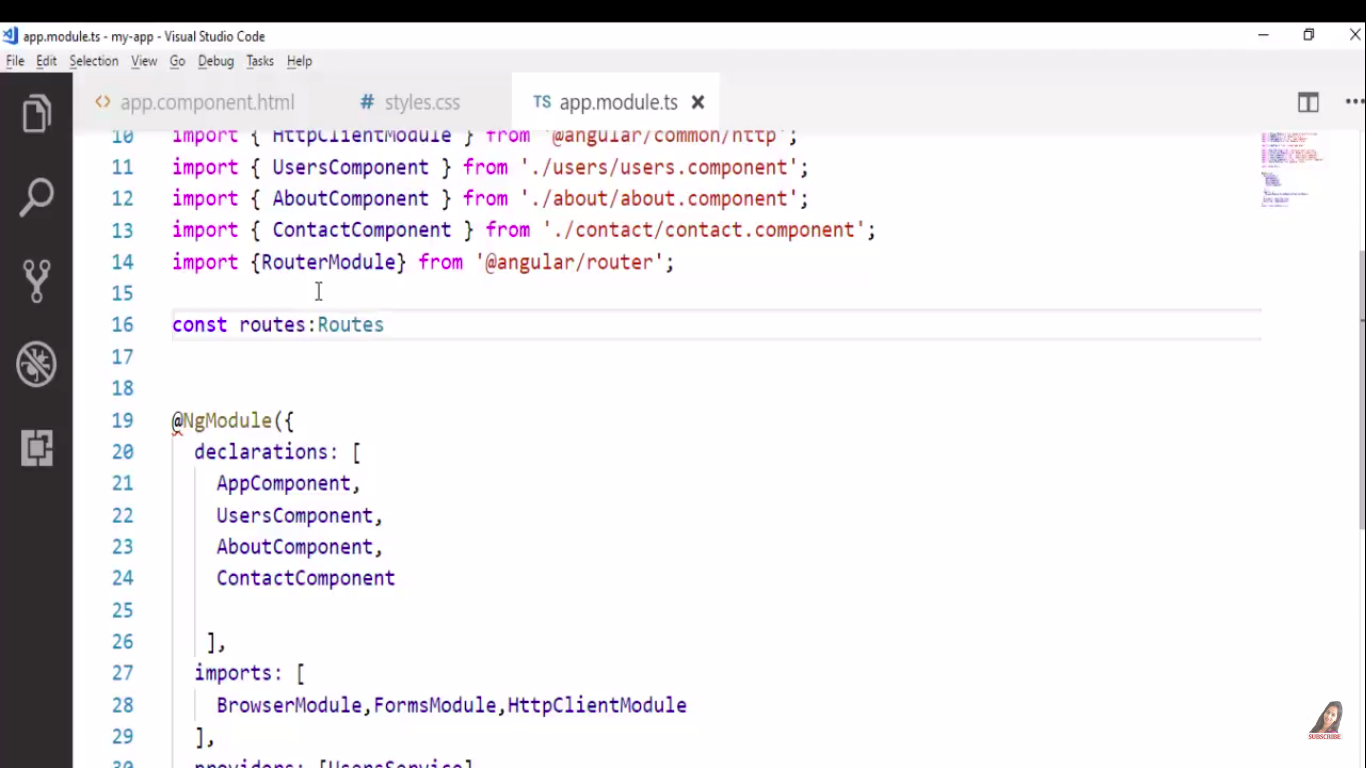 app.module.ts - my-app - Visual Studio Code
File Edit Selection View Go Debug Tasks Help
<> app.component.html # styles.css TS app.module.ts
10 import { HttpClientModule } from '@angular/common/http';
11 import { UsersComponent } from './users/users.component';
12 import { AboutComponent } from './about/about.component';
13 import { ContactComponent } from './contact/contact.component';
14 import {RouterModule} from '@angular/router';
15
16 const routes:Routes
17
18
19 @NgModule({
20 declarations: [
21 AppComponent,
22 UsersComponent,
23 AboutComponent,
24 ContactComponent
25
26 ],
27 imports: [
28 BrowserModule,FormsModule,HttpClientModule
29 ],
30 providers: [UsersService]
SUBSCRIBE